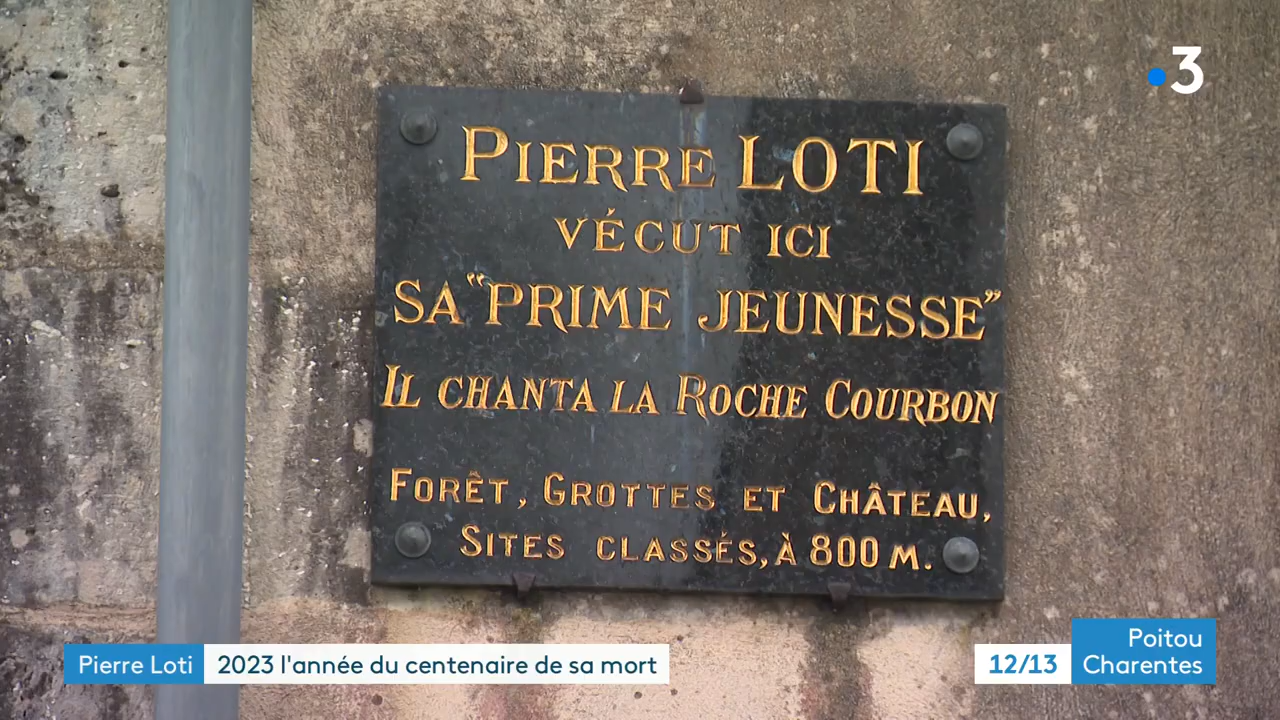 3
PIERRE LOTI
VÉCUT ICI
SA "PRIME JEUNESSE"
IL CHANTA LA ROCHE COURBON
FORÊT, GROTTES ET CHÂTEAU,
SITES CLASSÉS, À 800 M.
Pierre Loti 2023 l'année du centenaire de sa mort
12/13 Poitou
Charentes